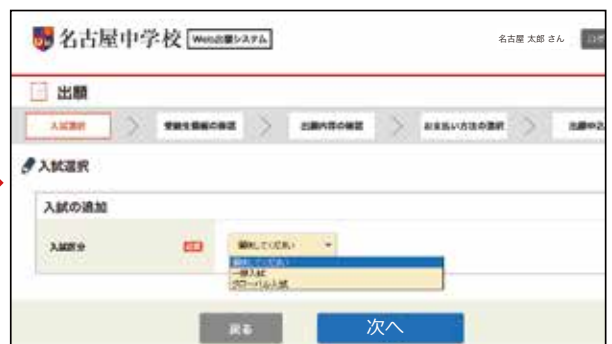 名古屋中学校 Web出願システム
名古屋 太郎 さん
出願
入試選択 受験生情報の確認 出願内容の確認 お支払い方法の選択 出願申込
入試選択
入試の追加
入試区分 必須 選択してください
選択してください
一般入試
グローバル入試
戻る 次へ